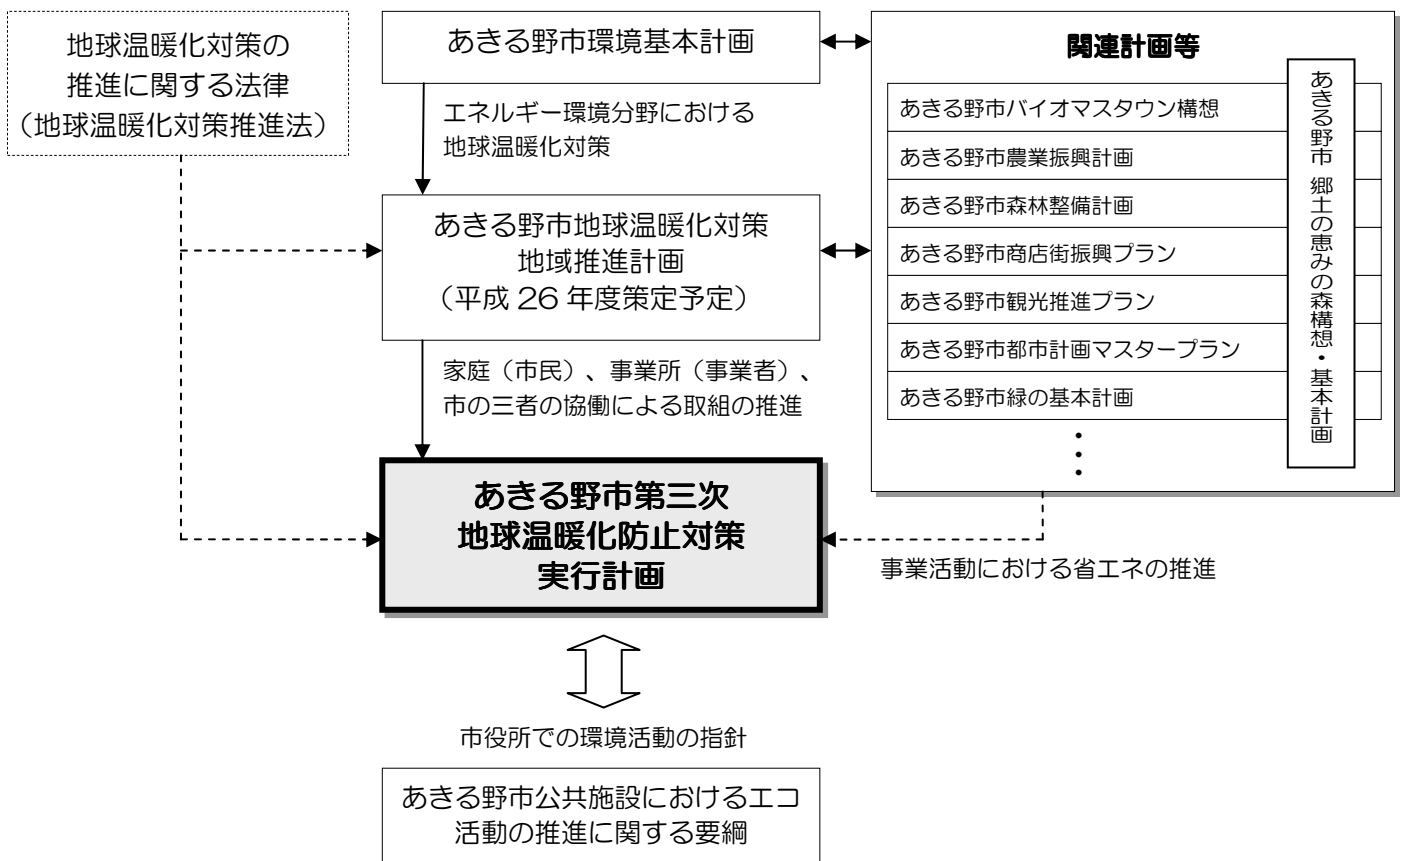 地球温暖化対策の
推進に関する法律
（地球温暖化対策推進法）
あきる野市環境基本計画
エネルギー環境分野における
地球温暖化対策
あきる野市地球温暖化対策
地域推進計画
（平成 26 年度策定予定）
家庭（市民）、事業所（事業者）、
市の三者の協働による取組の推進
あきる野市第三次
地球温暖化防止対策
実行計画
市役所での環境活動の指針
あきる野市公共施設におけるエコ
活動の推進に関する要綱
関連計画等
あきる野市バイオマスタウン構想
あきる野市農業振興計画
あきる野市森林整備計画
あきる野市商店街振興プラン
あきる野市観光推進プラン
あきる野市都市計画マスタープラン
あきる野市緑の基本計画
・・・
あきる野市 郷土の恵みの森構想・基本計画
事業活動における省エネの推進